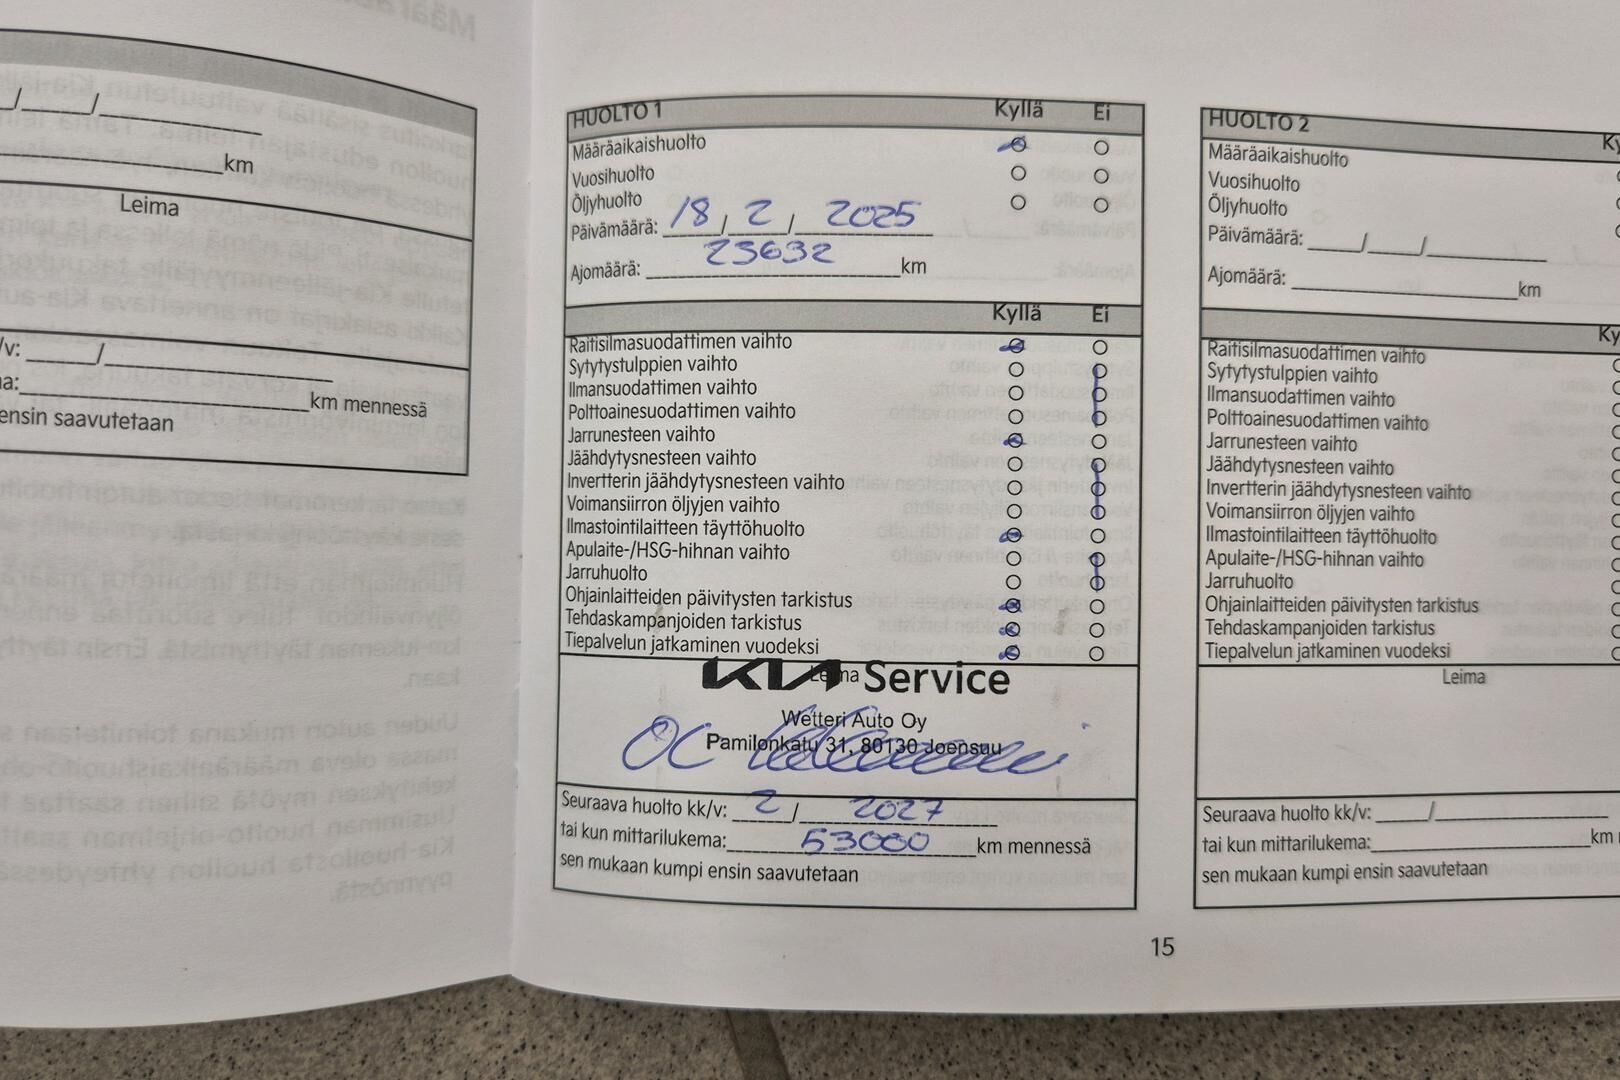 km
Leima
/v:
km mennessä
ensin saavutetaan
HUOLTO 1 Kyllä Ei
Määräaikaishuolto
Vuosihuolto
Öljyhuolto
Päivämäärä: 18 / 2 / 2025
Ajomäärä: 23632 km
Kyllä Ei
Raitisilmasuodattimen vaihto
Sytytystulppien vaihto
Ilmansuodattimen vaihto
Polttoainesuodattimen vaihto
Jarrunesteen vaihto
Jäähdytysnesteen vaihto
Invertterin jäähdytysnesteen vaihto
Voimansiirron öljyjen vaihto
Ilmastointilaitteen täyttöhuolto
Apulaite-/HSG-hihnan vaihto
Jarruhuolto
Ohjainlaitteiden päivitysten tarkistus
Tehdaskampanjoiden tarkistus
Tiepalvelun jatkaminen vuodeksi
Leima
KIA Service
Wetteri Auto Oy
Pamilonkatu 31, 80130 Joensuu
Seuraava huolto kk/v: 2 / 2027
tai kun mittarilukema: 53000 km mennessä
sen mukaan kumpi ensin saavutetaan
HUOLTO 2
Määräaikaishuolto
Vuosihuolto
Öljyhuolto
Päivämäärä: / /
Ajomäärä: km
Raitisilmasuodattimen vaihto
Sytytystulppien vaihto
Ilmansuodattimen vaihto
Polttoainesuodattimen vaihto
Jarrunesteen vaihto
Jäähdytysnesteen vaihto
Invertterin jäähdytysnesteen vaihto
Voimansiirron öljyjen vaihto
Ilmastointilaitteen täyttöhuolto
Apulaite-/HSG-hihnan vaihto
Jarruhuolto
Ohjainlaitteiden päivitysten tarkistus
Tehdaskampanjoiden tarkistus
Tiepalvelun jatkaminen vuodeksi
Leima
Seuraava huolto kk/v: /
tai kun mittarilukema: km
sen mukaan kumpi ensin saavutetaan
15